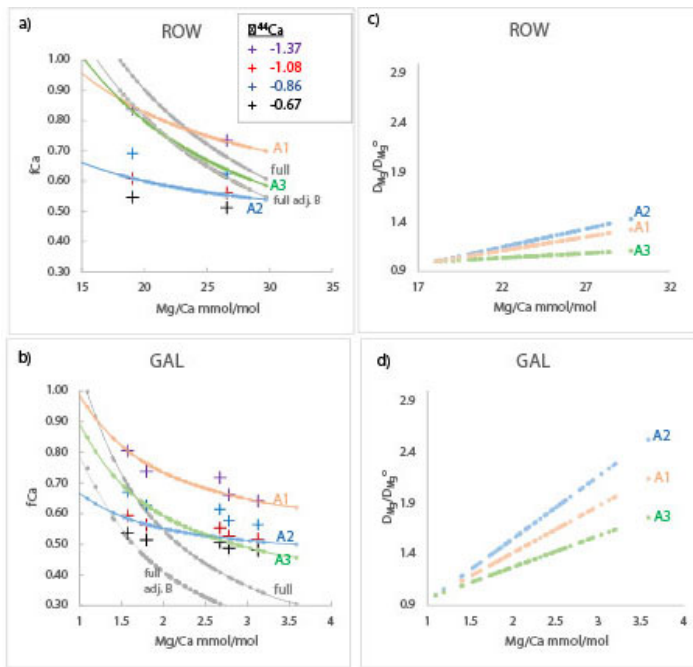 a)
ROW
1.00
0.90
0.80
0.70
0.60
0.50
0.40
0.30
fCa
15
20
25
30
35
Mg/Ca mmol/mol
⁴⁴Ca
-1.37
-1.08
-0.86
-0.67
A1
full
A3
full adj. B
A2
c)
ROW
2.9
2.4
1.9
1.4
0.9
DMg/DMg°
17
22
27
32
Mg/Ca mmol/mol
A2
A1
A3
b)
GAL
1.00
0.90
0.80
0.70
0.60
0.50
0.40
0.30
fCa
1
1.5
2
2.5
3
3.5
4
Mg/Ca mmol/mol
A1
A2
A3
full
adj. B
full
d)
GAL
2.9
2.4
1.9
1.4
0.9
DMg/DMg°
1
1.5
2
2.5
3
3.5
4
Mg/Ca mmol/mol
A2
A1
A3